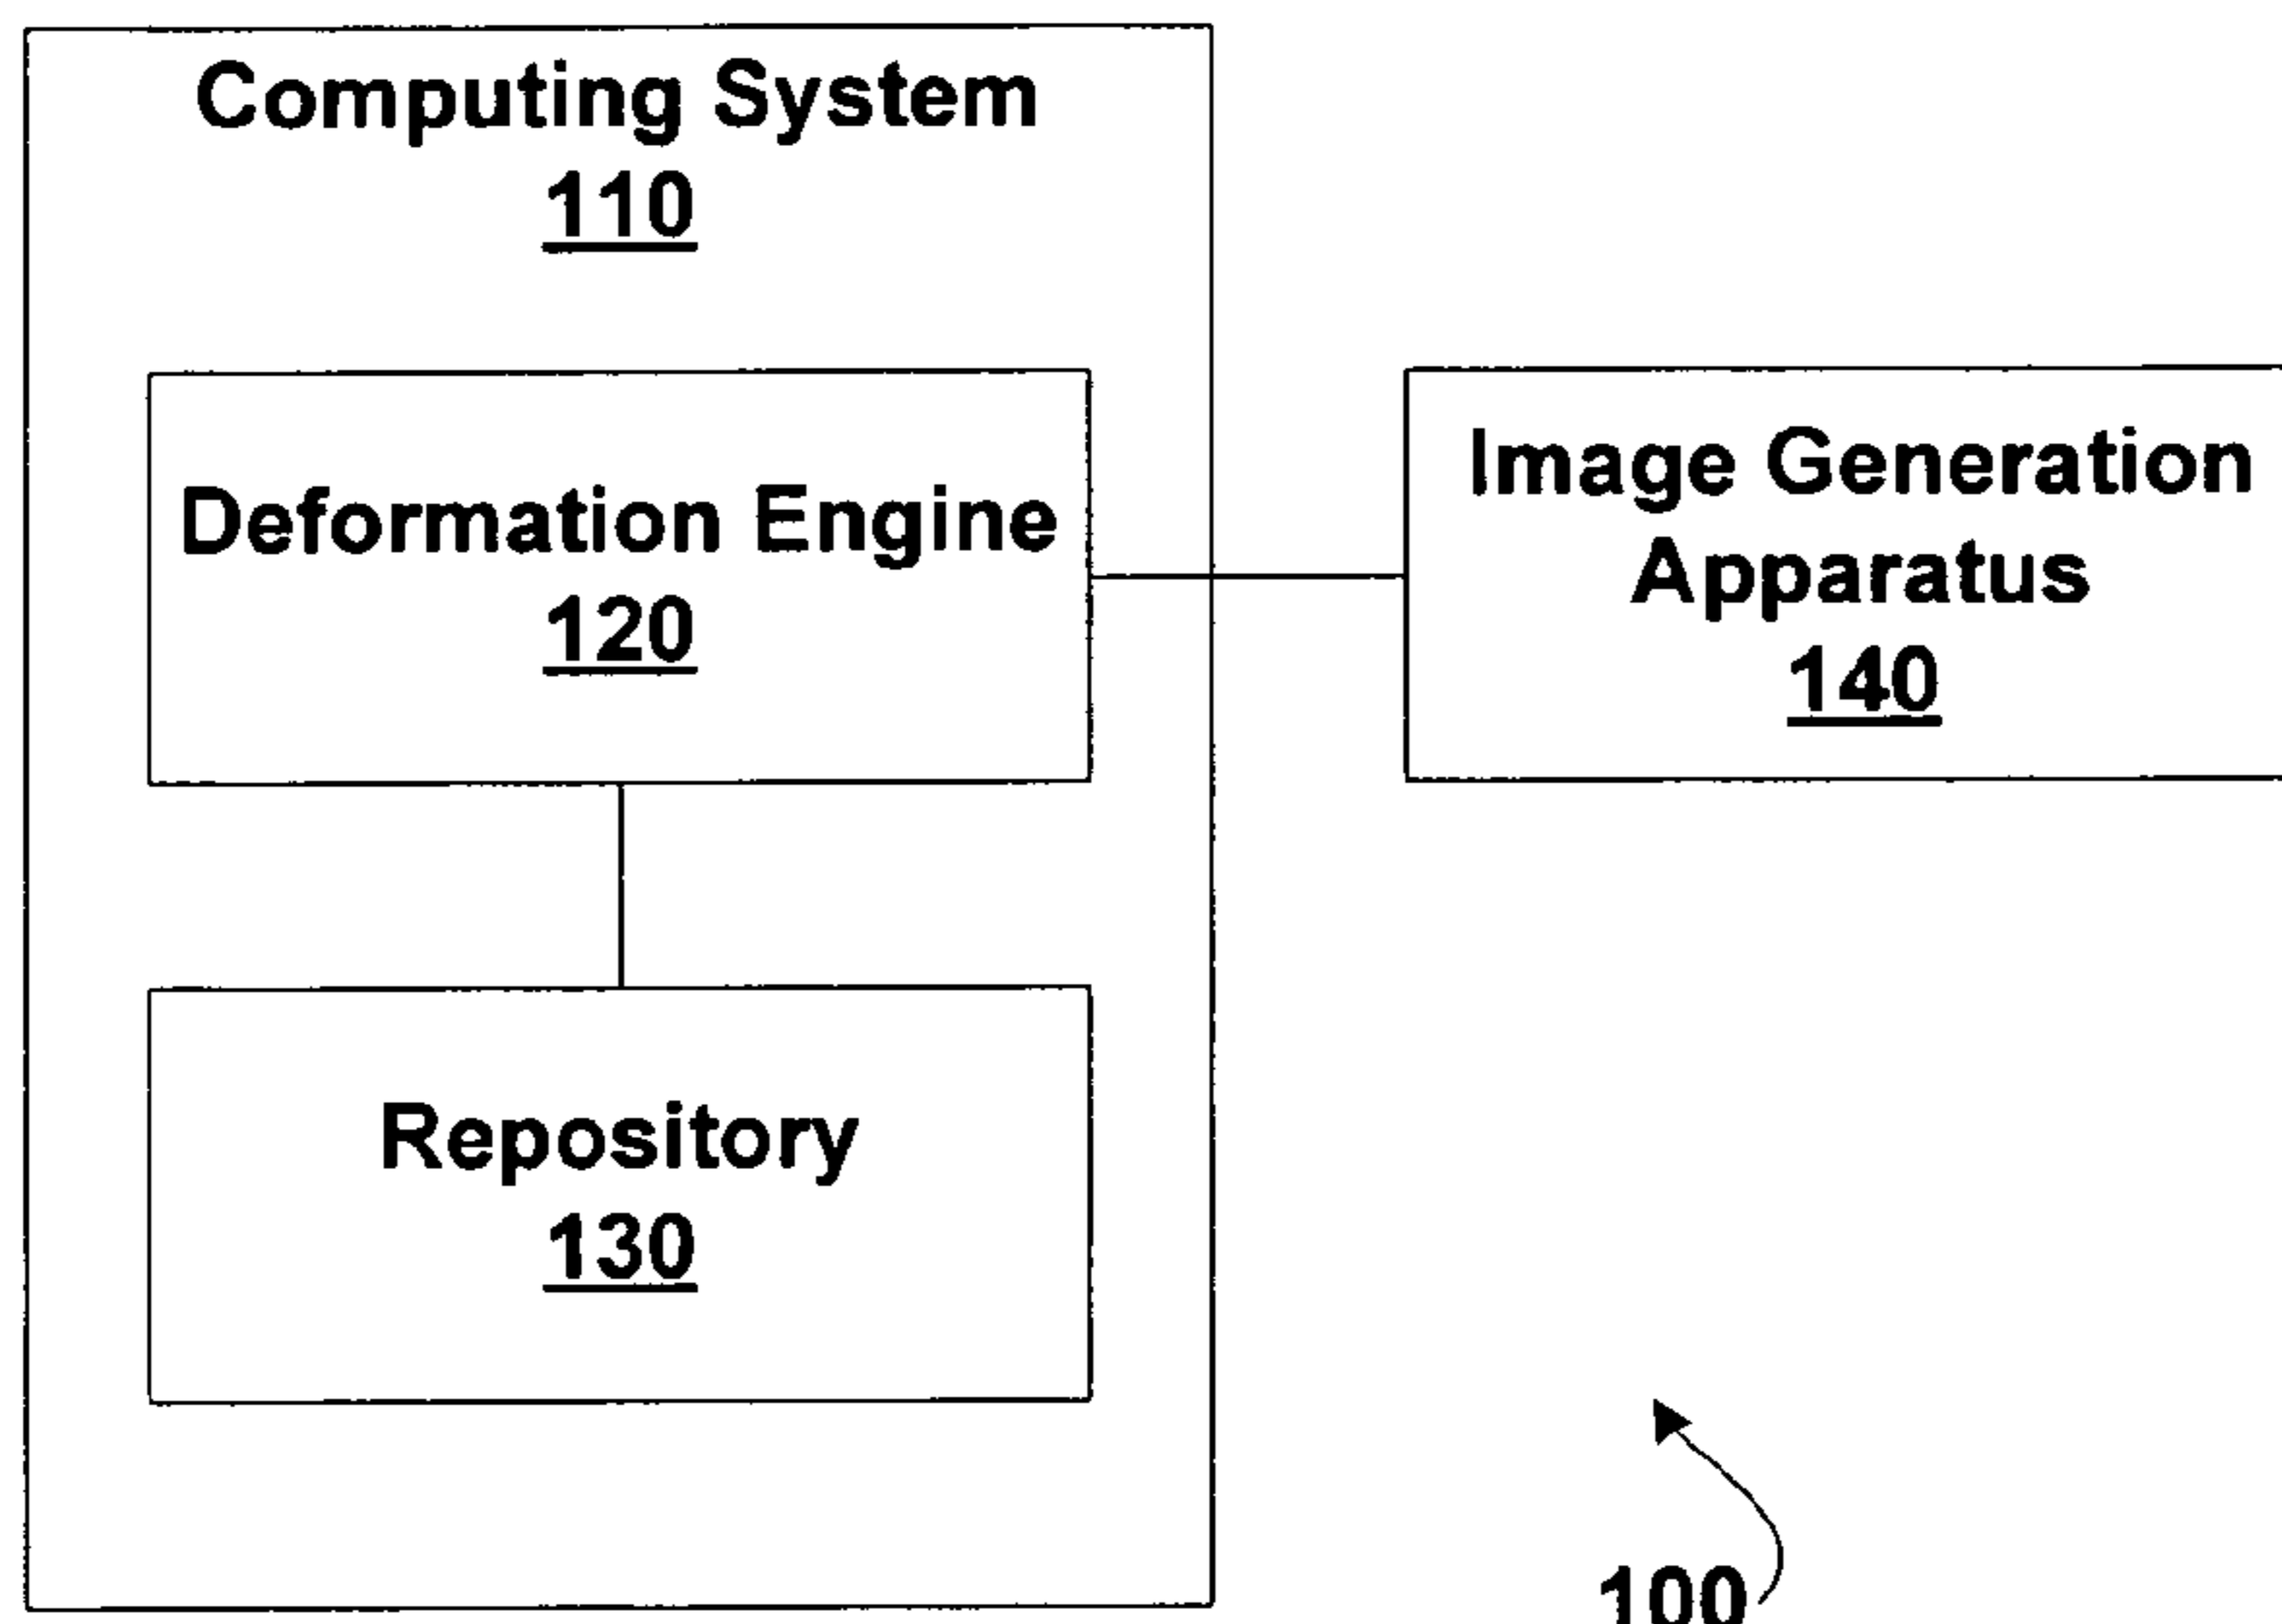 Computing System
110
Deformation Engine
120
Image Generation
Apparatus
140
Repository
130
100